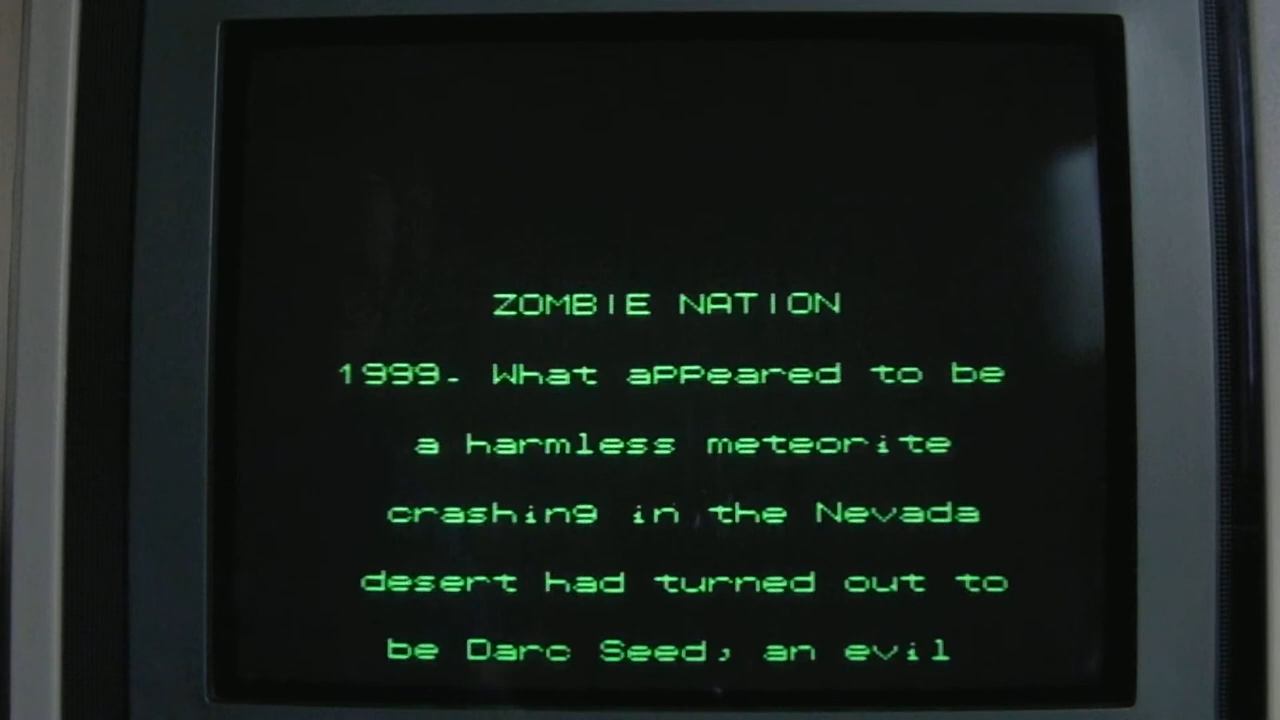 ZOMBIE NATION
1999. What appeared to be
a harmless meteorite
crashing in the Nevada
desert had turned out to
be Darc Seed, an evil